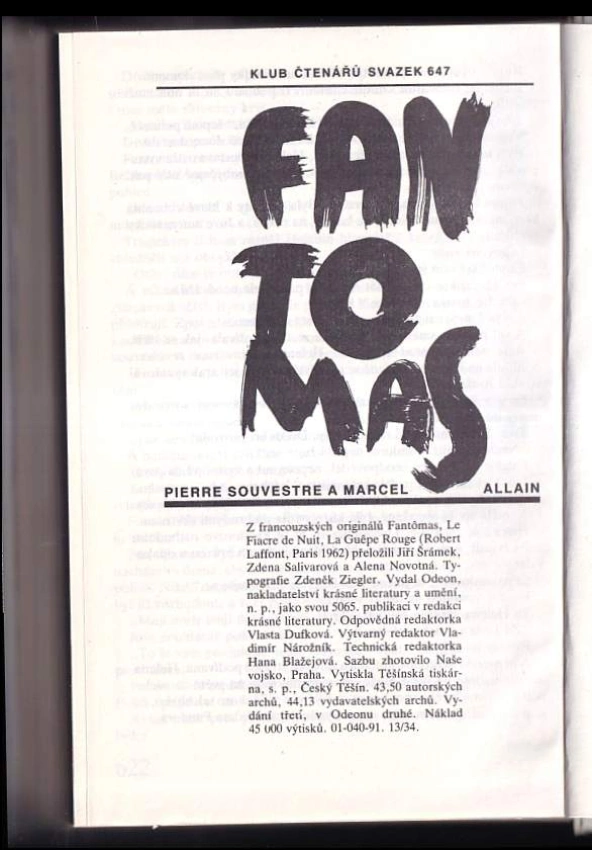 KLUB ČTENÁŘŮ SVAZEK 647
FAN
TO
MAS
PIERRE SOUVESTRE A MARCEL ALLAIN
Z francouzských originálů Fantômas, Le
Fiacre de Nuit, La Guêpe Rouge (Robert
Laffont, Paris 1962) přeložili Jiří Šrámek,
Zdena Salivarová a Alena Novotná. Ty-
pografie Zdeněk Ziegler. Vydal Odeon,
nakladatelství krásné literatury a umění,
n. p., jako svou 5065. publikaci v redakci
krásné literatury. Odpovědná redaktorka
Vlasta Dufková. Výtvarný redaktor Vla-
dimír Nárožník. Technická redaktorka
Hana Blažejová. Sazbu zhotovilo Naše
vojsko, Praha. Vytiskla Těšínská tiskár-
na, s. p., Český Těšín. 43,50 autorských
archů, 44,13 vydavatelských archů. Vy-
dání třetí, v Odeonu druhé. Náklad
45 000 výtisků. 01-040-91. 13/34.